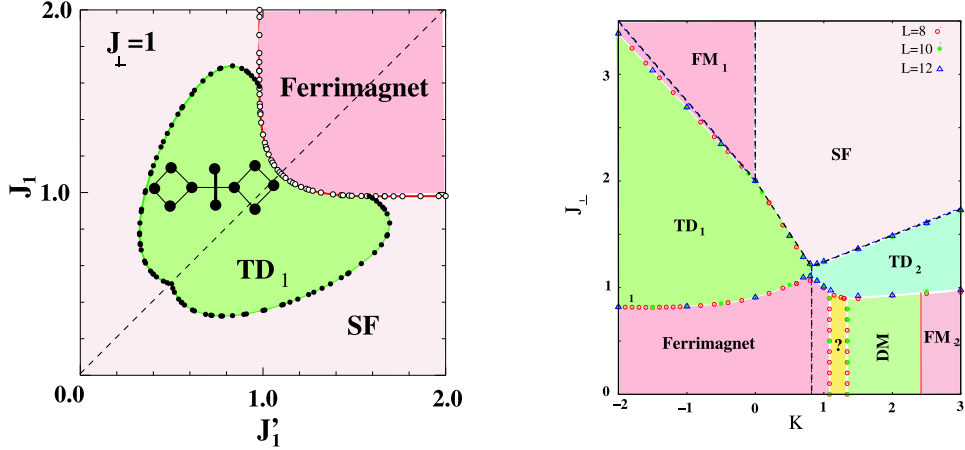 2.0
J⊥=1
Ferrimagnet
J₁
1.0
TD₁
SF
0.0
1.0
2.0
J₁'
L=8
L=10
L=12
3
FM₁
SF
J⊥
2
TD₁
TD₂
1
1
Ferrimagnet
?
DM
FM₂
0
−2
−1
0
1
2
3
K